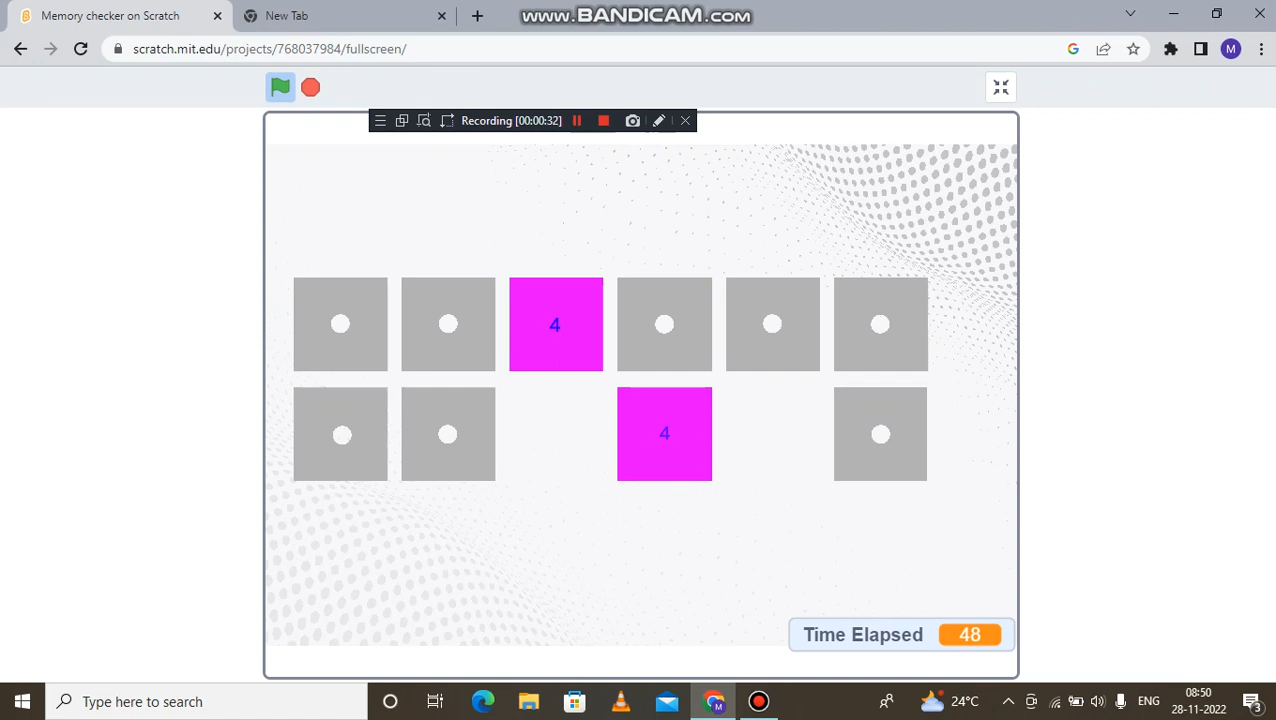 Memory checker on Scratch
New Tab
www.BANDICAM.com
scratch.mit.edu/projects/768037984/fullscreen/
M
Recording [00:00:32]
4
4
Time Elapsed 48
Type here to search
M
24°C
ENG
08:50
28-11-2022
3